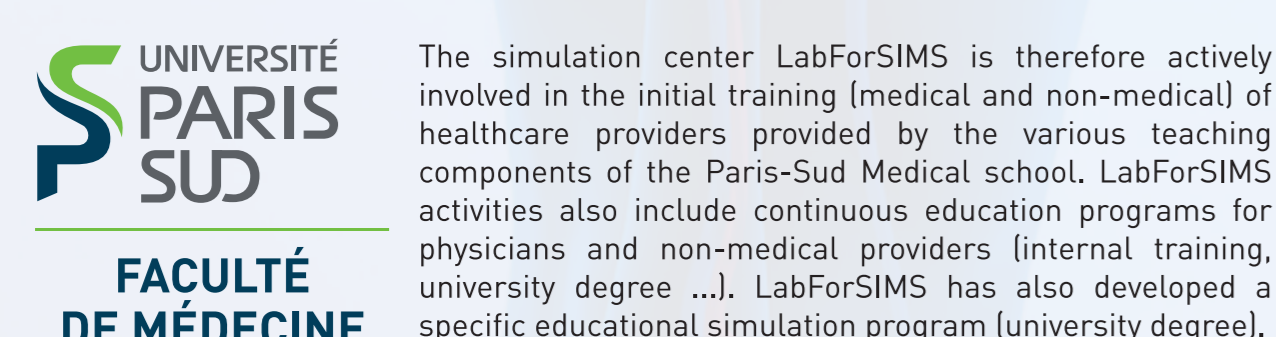 UNIVERSITÉ
PARIS
SUD
FACULTÉ
DE MÉDECINE
The simulation center LabForSIMS is therefore actively
involved in the initial training (medical and non-medical) of
healthcare providers provided by the various teaching
components of the Paris-Sud Medical school. LabForSIMS
activities also include continuous education programs for
physicians and non-medical providers (internal training,
university degree ...). LabForSIMS has also developed a
specific educational simulation program (university degree).